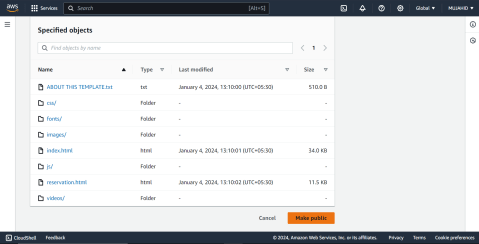 aws
Services
Search
[Alt+S]
Global
MUJAHID
Specified objects
Find objects by name
1
Name Type Last modified Size
ABOUT THIS TEMPLATE.txt txt January 4, 2024, 13:10:00 (UTC+05:30) 510.0 B
css/ Folder -
fonts/ Folder -
images/ Folder -
index.html html January 4, 2024, 13:10:01 (UTC+05:30) 34.0 KB
js/ Folder -
reservation.html html January 4, 2024, 13:10:02 (UTC+05:30) 11.5 KB
videos/ Folder -
Cancel Make public
CloudShell Feedback © 2024, Amazon Web Services, Inc. or its affiliates. Privacy Terms Cookie preferences